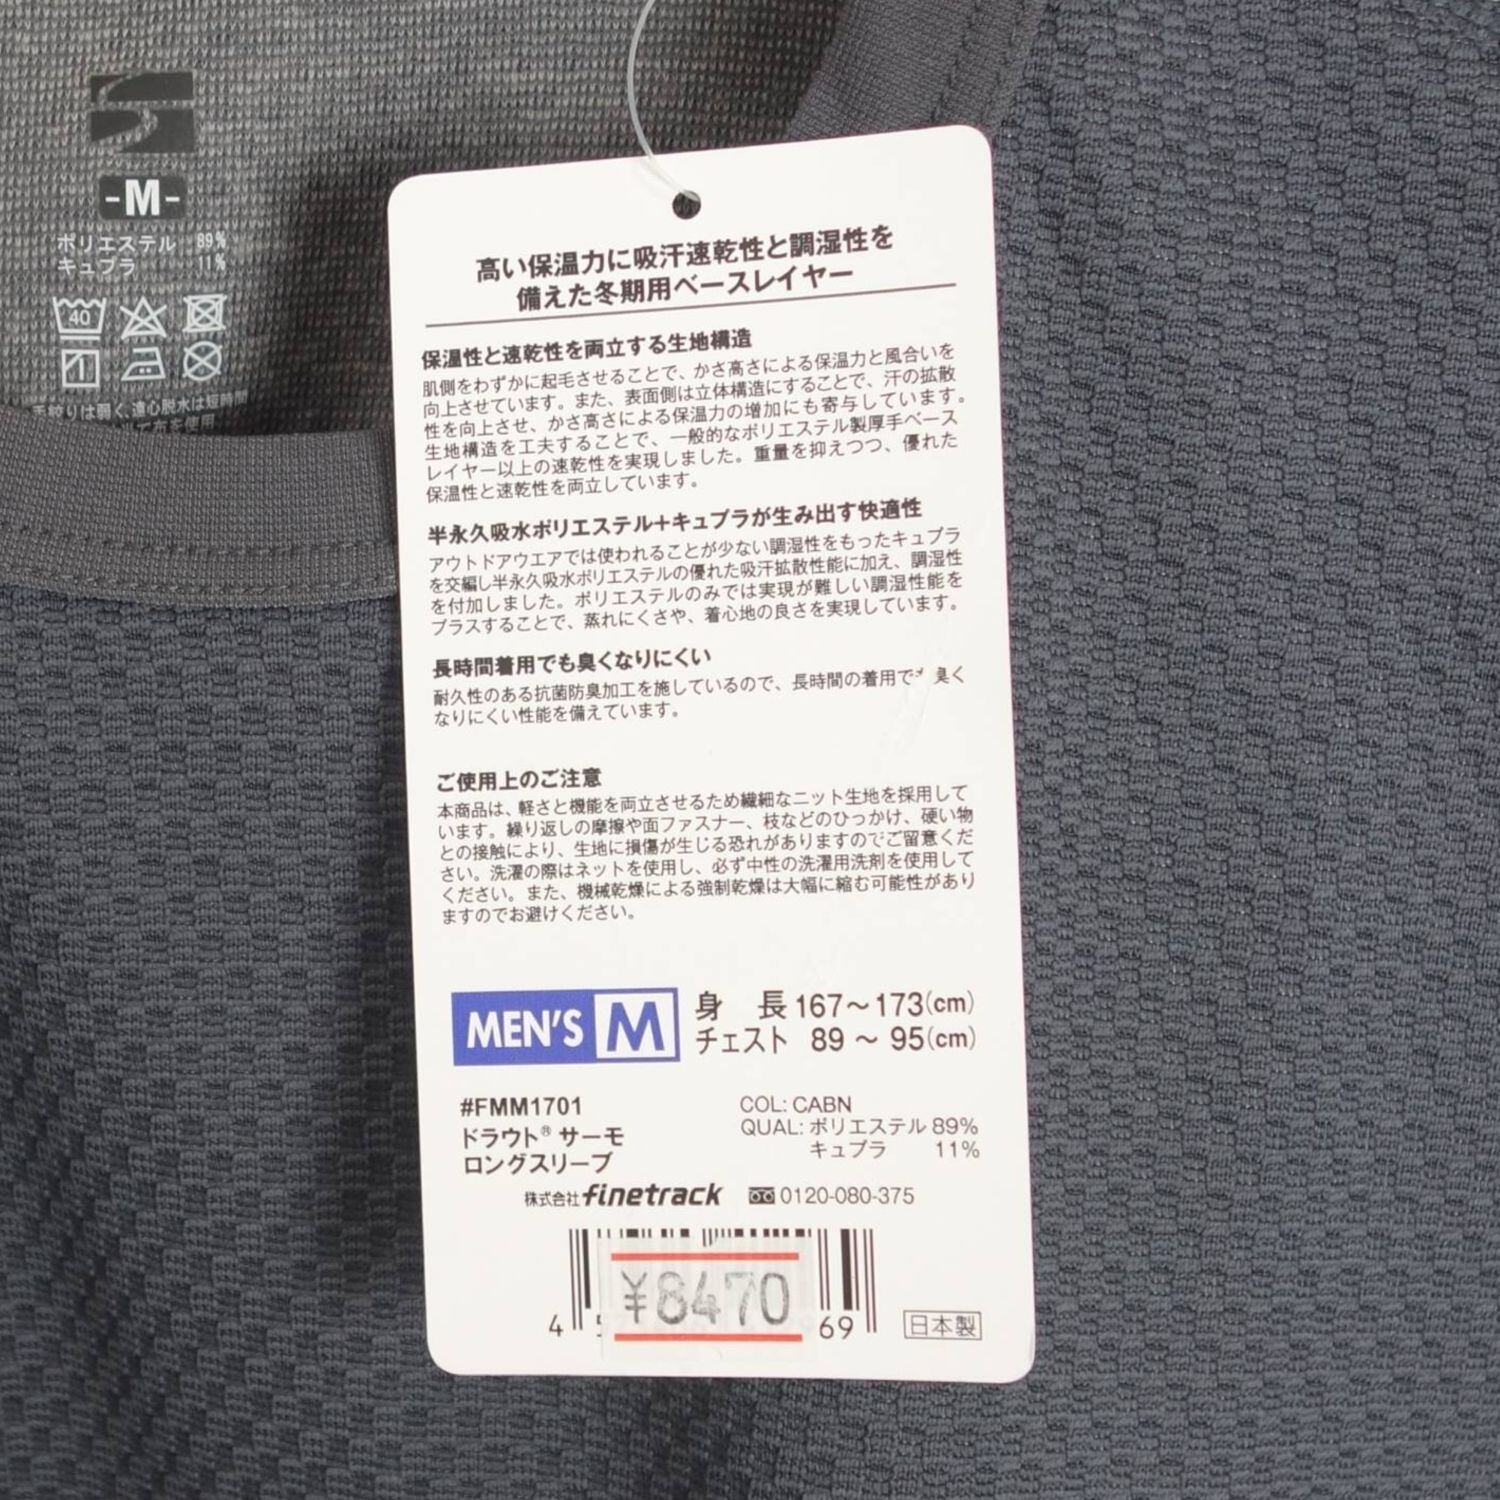 -M-
ポリエステル 89%
キュプラ 11%
40
手絞りは弱く、遠心脱水は短時間
高い保温力に吸汗速乾性と調湿性を
備えた冬期用ベースレイヤー
保温性と速乾性を両立する生地構造
肌側をわずかに起毛させることで、かさ高さによる保温力と風合いを
向上させています。また、表面側は立体構造にすることで、汗の拡散
性を向上させ、かさ高さによる保温力の増加にも寄与しています。
生地構造を工夫することで、一般的なポリエステル製厚手ベース
レイヤー以上の速乾性を実現しました。重量を抑えつつ、優れた
保温性と速乾性を両立しています。
半永久吸水ポリエステル+キュプラが生み出す快適性
アウトドアウエアでは使われることが少ない調湿性をもったキュプラ
を交編し半永久吸水ポリエステルの優れた吸汗拡散性能に加え、調湿性
を付加しました。ポリエステルのみでは実現が難しい調湿性能を
プラスすることで、蒸れにくさや、着心地の良さを実現しています。
長時間着用でも臭くなりにくい
耐久性のある抗菌防臭加工を施しているので、長時間の着用でも臭く
なりにくい性能を備えています。
ご使用上のご注意
本商品は、軽さと機能を両立させるため繊細なニット生地を採用して
います。繰り返しの摩擦や面ファスナー、枝などのひっかけ、硬い物
との接触により、生地に損傷が生じる恐れがありますのでご留意くだ
さい。洗濯の際はネットを使用し、必ず中性の洗濯用洗剤を使用して
ください。また、機械乾燥による強制乾燥は大幅に縮む可能性があり
ますのでお避けください。
MEN'S M 身 長 167～173(cm)
チェスト 89 ～ 95(cm)
#FMM1701
ドラウト® サーモ
ロングスリーブ
COL: CABN
QUAL: ポリエステル 89%
キュプラ 11%
株式会社 finetrack 0120-080-375
¥8470
4 969
日本製